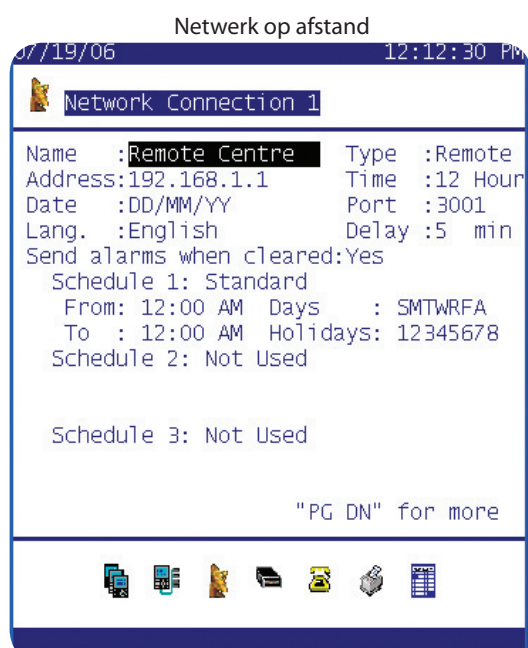 Netwerk op afstand
07/19/06 12:12:30 PM
Network Connection 1
Name :Remote Centre Type :Remote
Address:192.168.1.1 Time :12 Hour
Date :DD/MM/YY Port :3001
Lang. :English Delay :5 min
Send alarms when cleared:Yes
Schedule 1: Standard
From: 12:00 AM Days : SMTWRFA
To : 12:00 AM Holidays: 12345678
Schedule 2: Not Used
Schedule 3: Not Used
"PG DN" for more